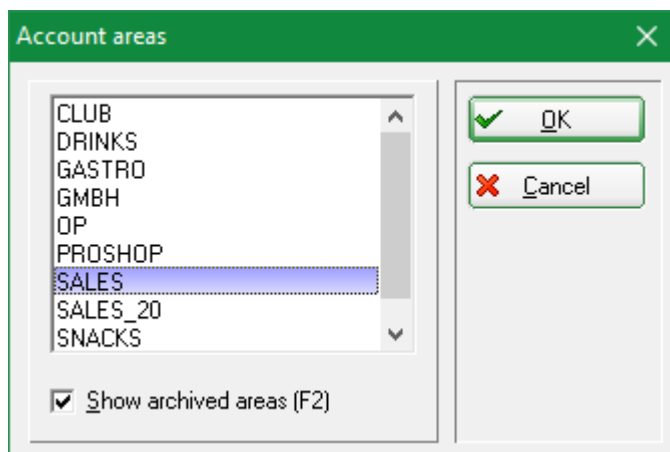 Account areas
CLUB
DRINKS
GASTRO
GMBH
OP
PROSHOP
SALES
SALES_20
SNACKS
Show archived areas (F2)
OK
Cancel